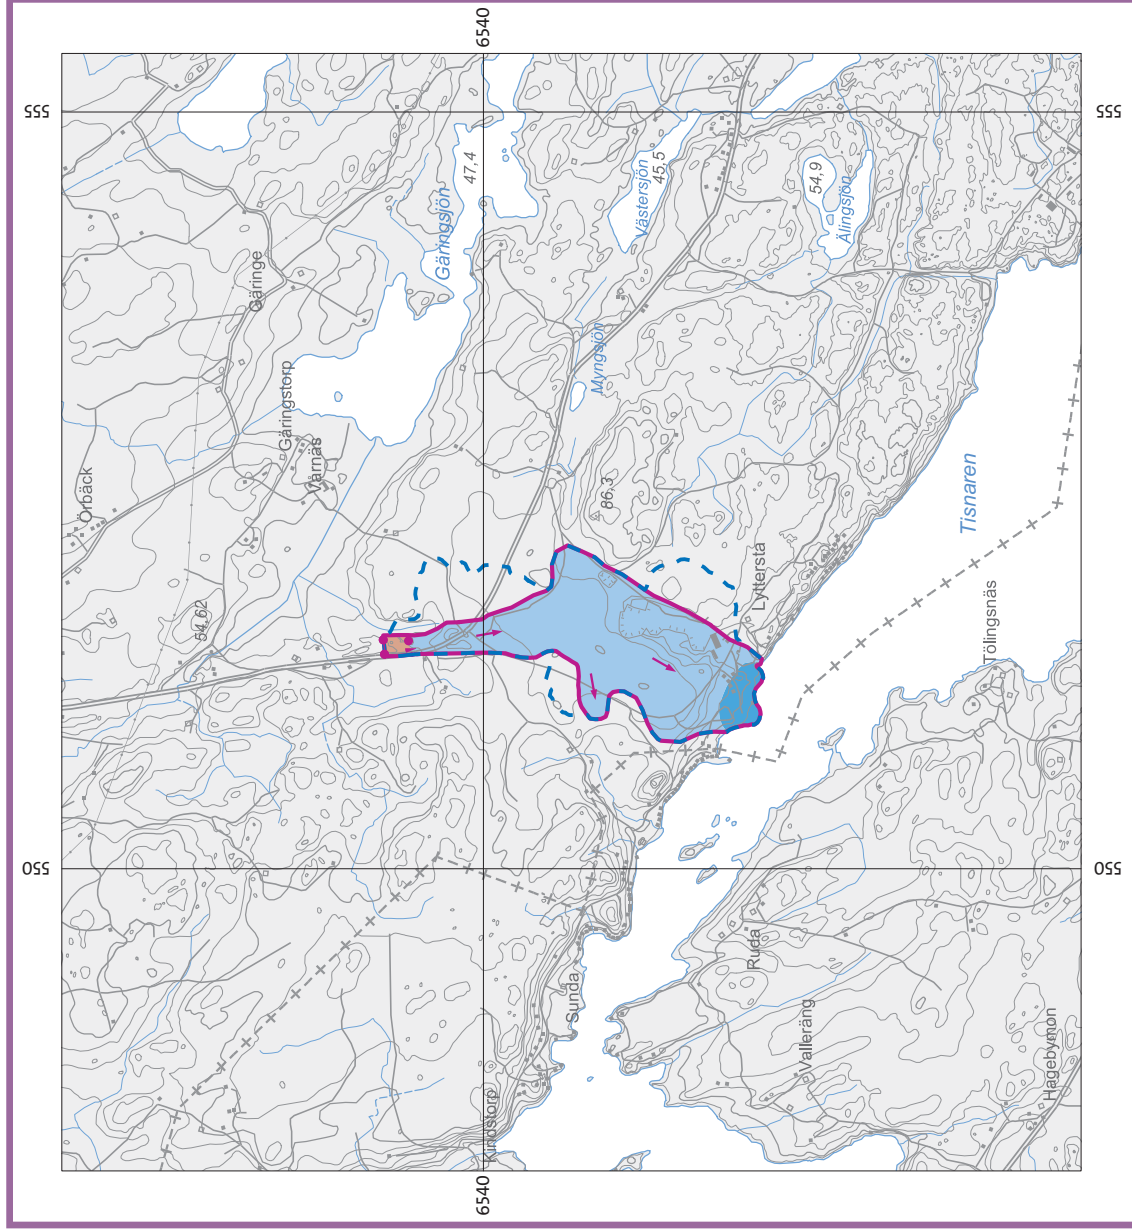 6540
555
555
47,4
Västersjön
45,5
54,9
Älingsjön
Gäringsjön
Gäringe
Myngsjön
Gäringstorp
Värnäs
Örbäck
86,3
Tisnaren
54,62
Lyttersta
Tölingsnäs
550
550
Sunda
Ruda
Valleräng
Hagebymon
Kindstorp
6540